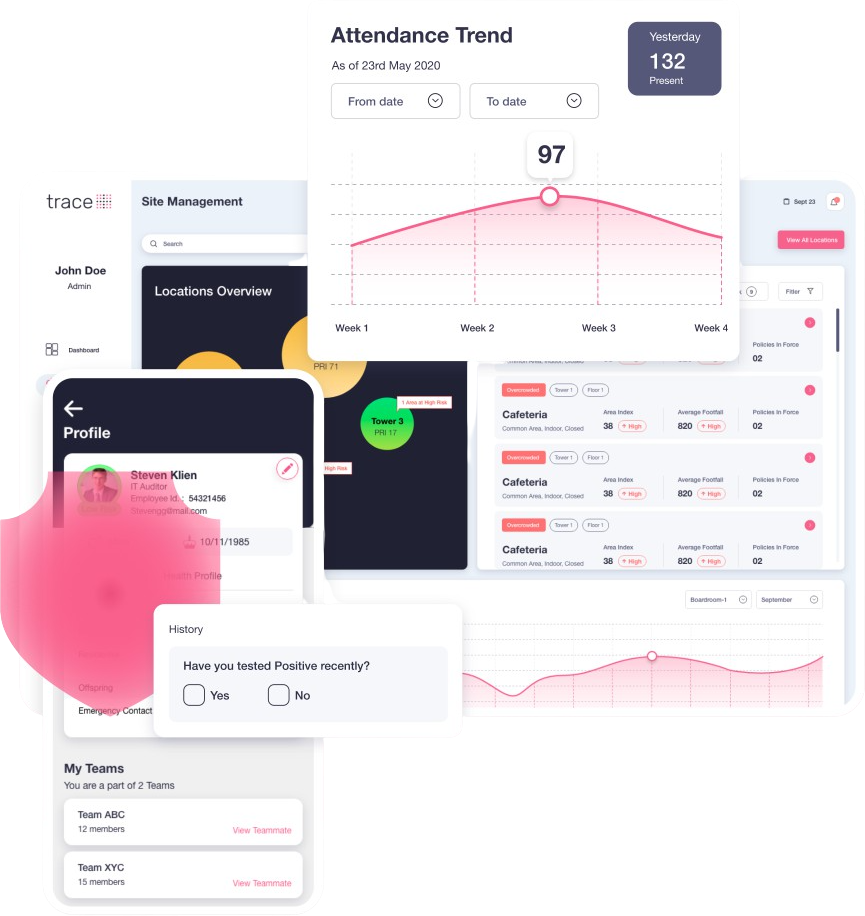 Attendance Trend
As of 23rd May 2020
From date
To date
Yesterday
132
Present
97
Week 1
Week 2
Week 3
Week 4
trace
Site Management
Sept 23
Search
View All Locations
John Doe
Admin
Dashboard
Locations Overview
PRI 71
1 Area at High Risk
Tower 3
PRI 17
High Risk
9
Filter
Policies In Force
02
Common Area, Indoor, Closed
38
High
820
High
Overcrowded
Tower 1
Floor 1
Cafeteria
Common Area, Indoor, Closed
Area Index
38
High
Average Footfall
820
High
Policies In Force
02
Overcrowded
Tower 1
Floor 1
Cafeteria
Common Area, Indoor, Closed
Area Index
38
High
Average Footfall
820
High
Policies In Force
02
Overcrowded
Tower 1
Floor 1
Cafeteria
Common Area, Indoor, Closed
Area Index
38
High
Average Footfall
820
High
Policies In Force
02
Boardroom-1
September
Profile
Steven Klien
IT Auditor
Employee Id. : 54321456
Stevengg@mail.com
10/11/1985
Profile
History
Have you tested Positive recently?
Yes
No
Offspring
Emergency Contact
My Teams
You are a part of 2 Teams
Team ABC
12 members
View Teammate
Team XYC
15 members
View Teammate